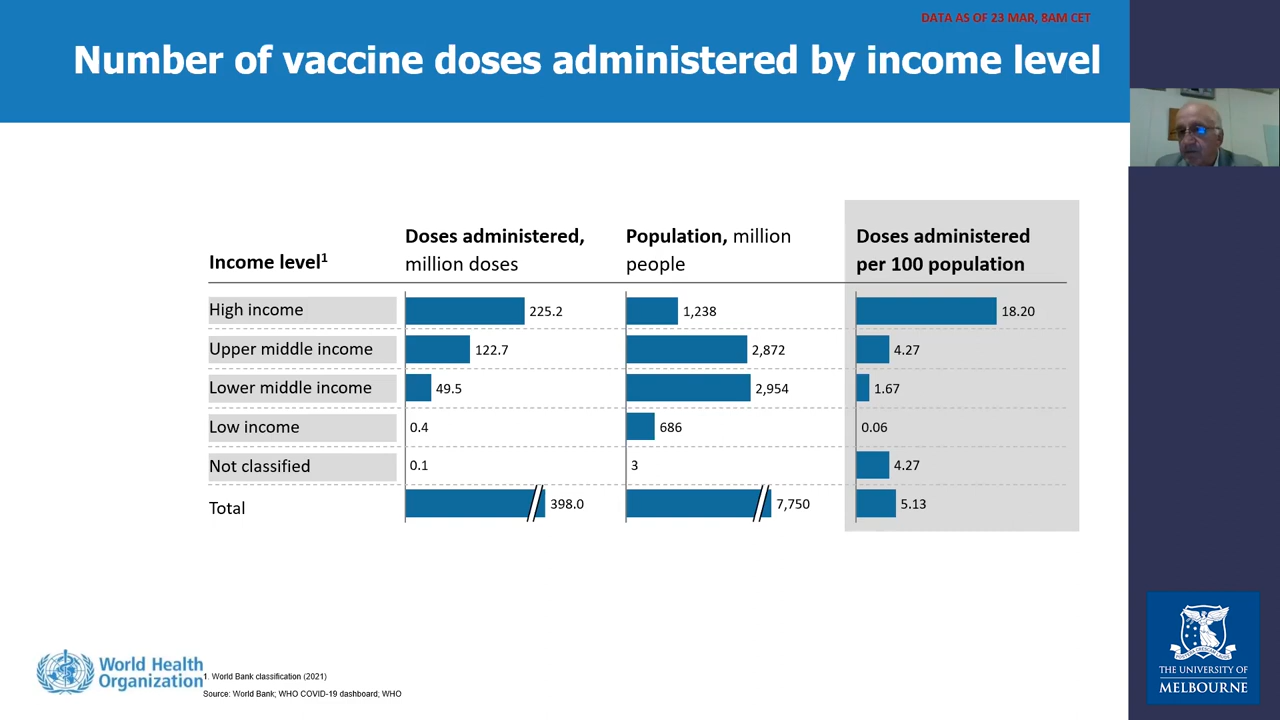 DATA AS OF 23 MAR, 8AM CET
Number of vaccine doses administered by income level
Income level1
Doses administered,
million doses
Population, million
people
Doses administered
per 100 population
High income 225.2 1,238 18.20
Upper middle income 122.7 2,872 4.27
Lower middle income 49.5 2,954 1.67
Low income 0.4 686 0.06
Not classified 0.1 3 4.27
Total 398.0 7,750 5.13
World Health
Organization
1. World Bank classification (2021)
Source: World Bank; WHO COVID-19 dashboard; WHO
THE UNIVERSITY OF
MELBOURNE